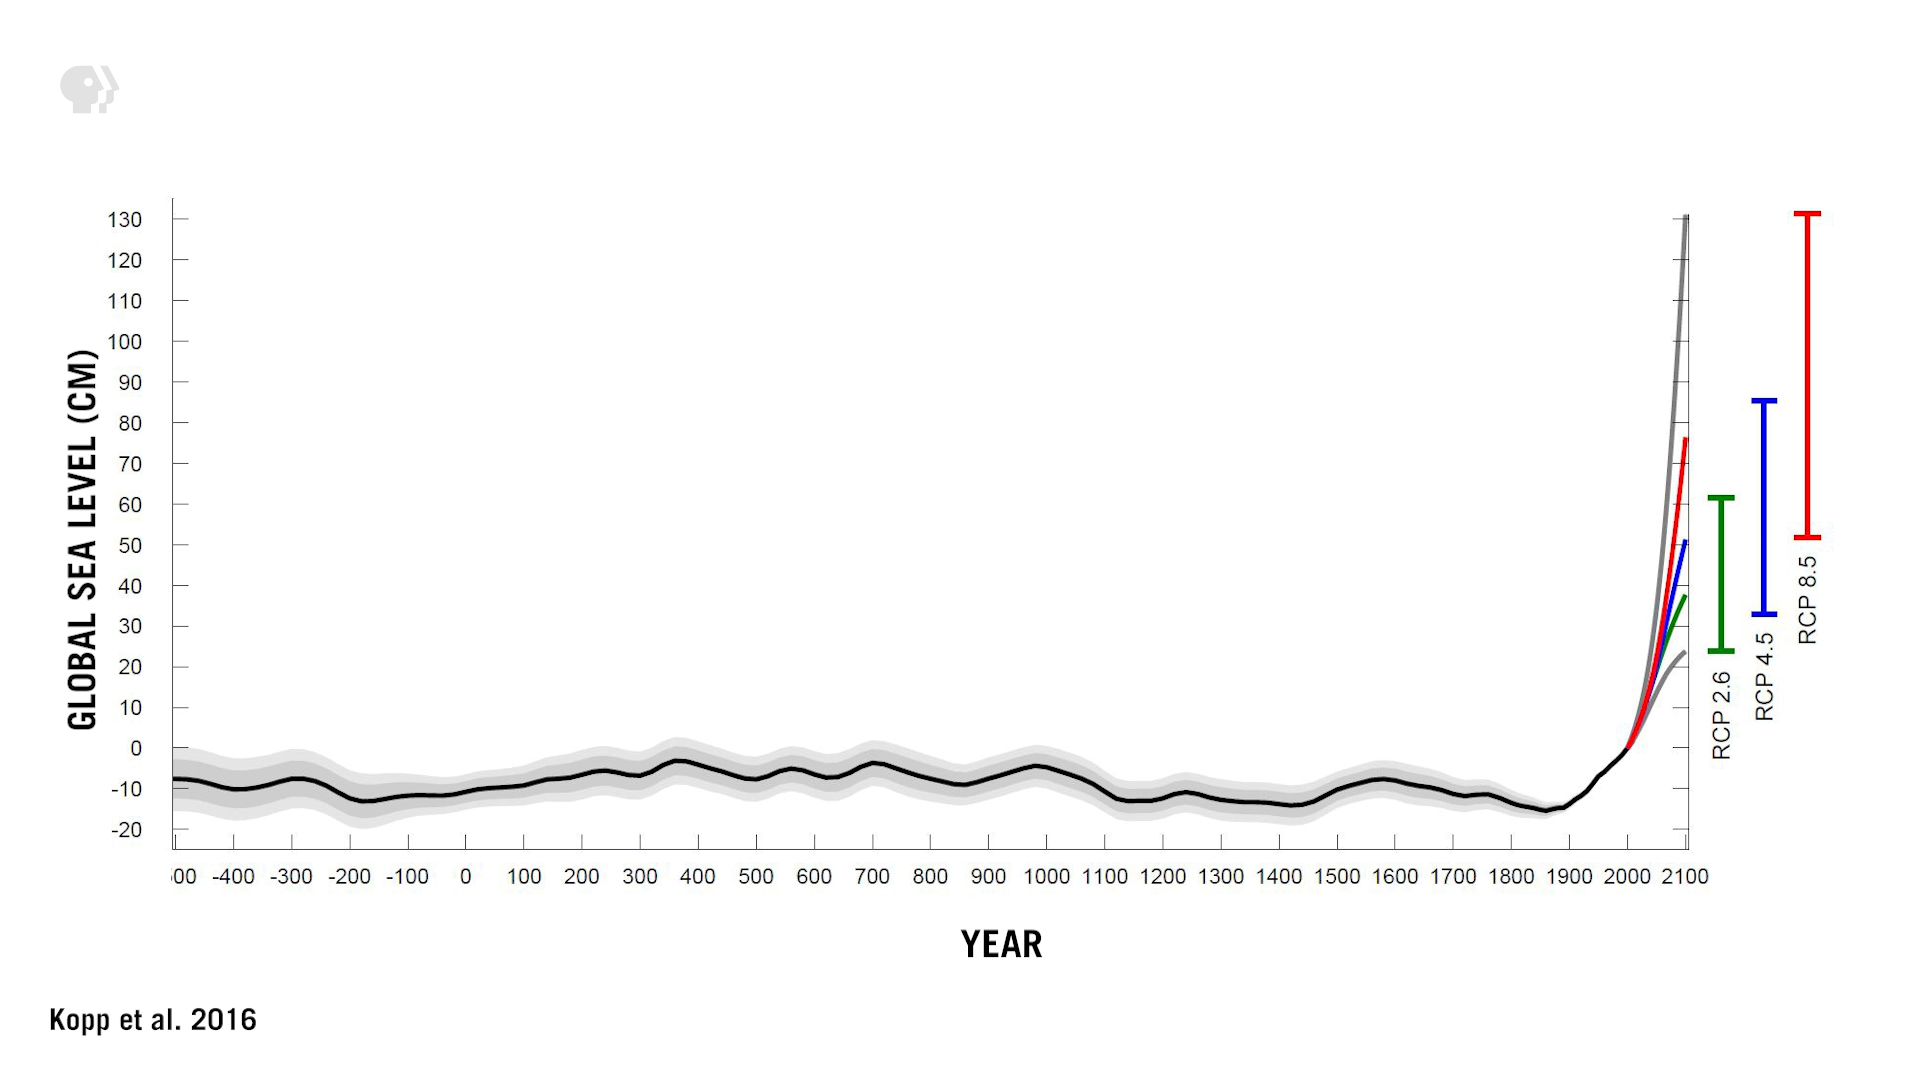 130
120
110
100
90
80
70
60
50
40
30
20
10
0
-10
-20
GLOBAL SEA LEVEL (CM)
00 -400 -300 -200 -100 0 100 200 300 400 500 600 700 800 900 1000 1100 1200 1300 1400 1500 1600 1700 1800 1900 2000 2100
YEAR
RCP 2.6
RCP 4.5
RCP 8.5
Kopp et al. 2016